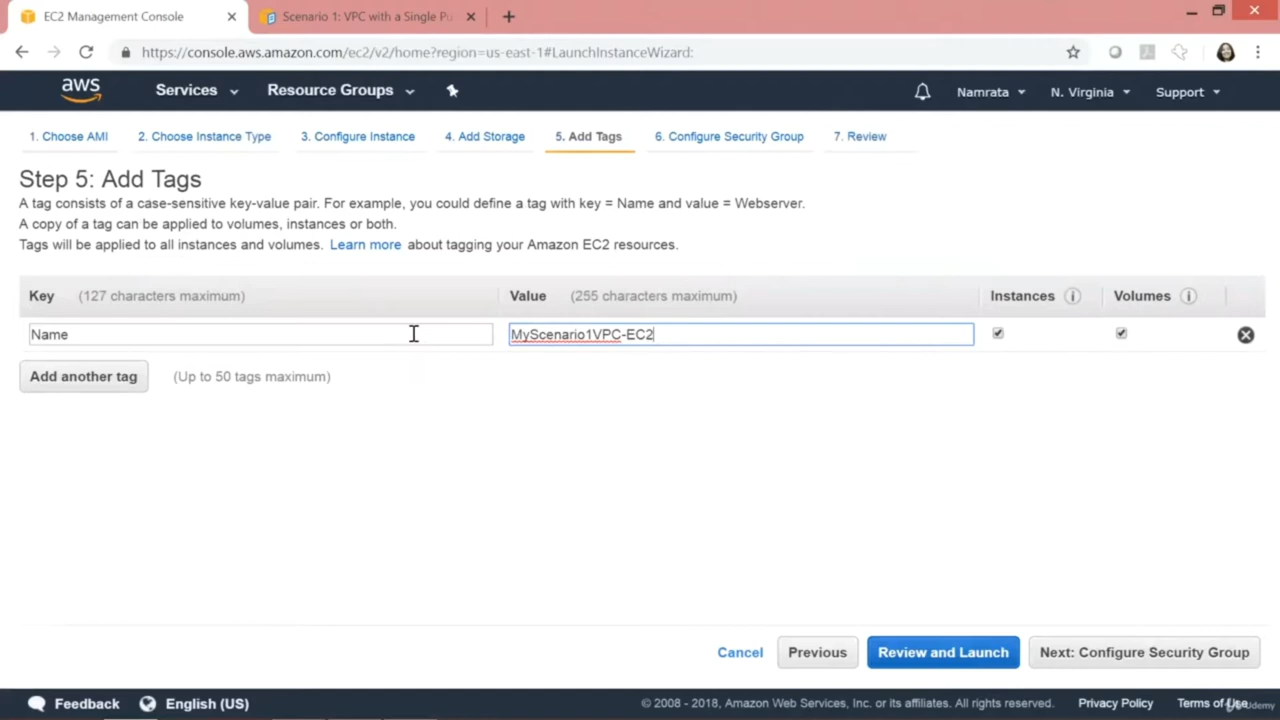 EC2 Management Console
Scenario 1: VPC with a Single Pu
https://console.aws.amazon.com/ec2/v2/home?region=us-east-1#LaunchInstanceWizard:
aws
Services
Resource Groups
Namrata
N. Virginia
Support
1. Choose AMI
2. Choose Instance Type
3. Configure Instance
4. Add Storage
5. Add Tags
6. Configure Security Group
7. Review
Step 5: Add Tags
A tag consists of a case-sensitive key-value pair. For example, you could define a tag with key = Name and value = Webserver.
A copy of a tag can be applied to volumes, instances or both.
Tags will be applied to all instances and volumes. Learn more about tagging your Amazon EC2 resources.
Key (127 characters maximum)
Value (255 characters maximum)
Instances
Volumes
Name
MyScenario1VPC-EC2
Add another tag
(Up to 50 tags maximum)
Cancel
Previous
Review and Launch
Next: Configure Security Group
Feedback
English (US)
© 2008 - 2018, Amazon Web Services, Inc. or its affiliates. All rights reserved.
Privacy Policy
Terms of Use
Udemy